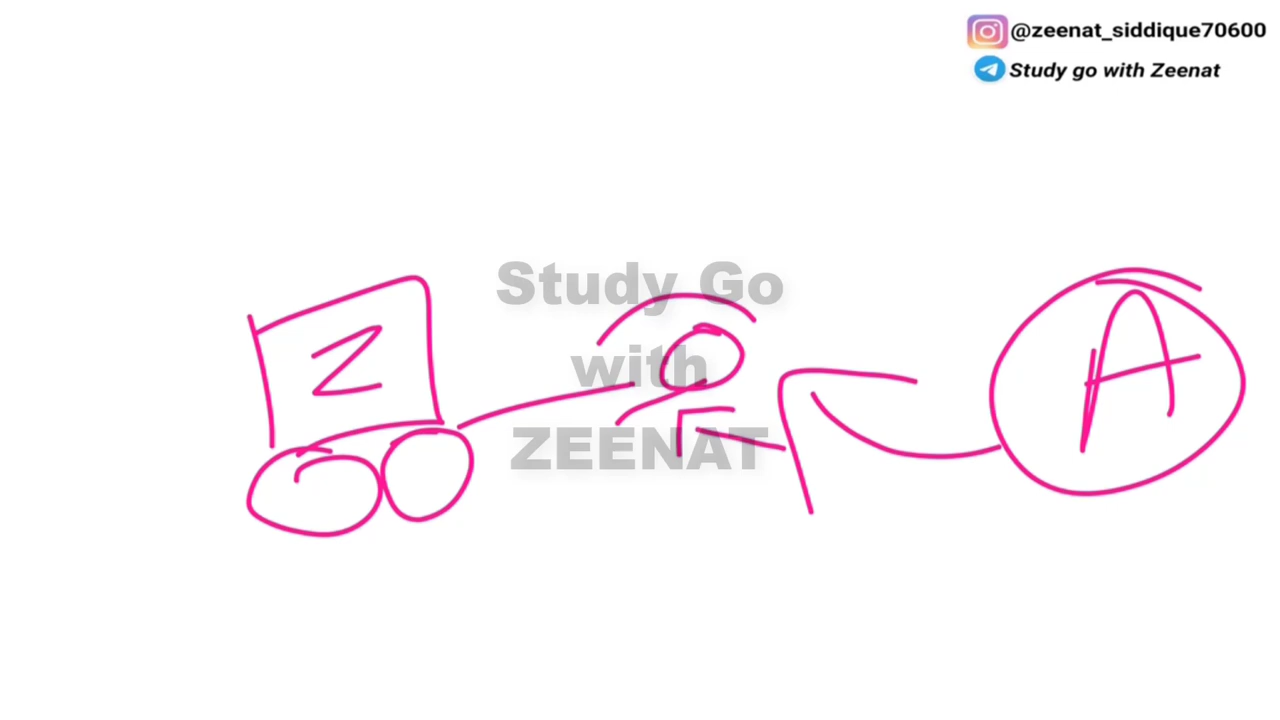 @zeenat_siddique70600
Study go with Zeenat
Study Go
with
ZEENAT
Z
A